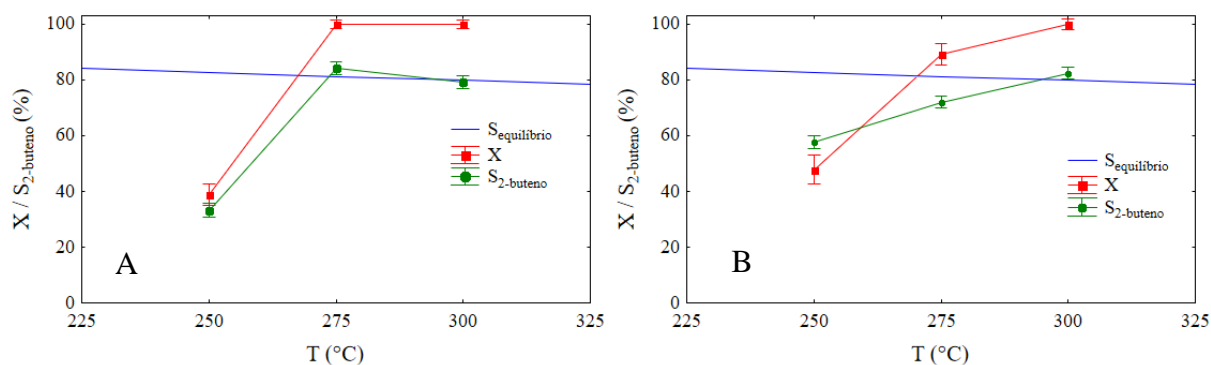 X / S2-buteno (%)
100
80
60
40
20
0
Sequilíbrio
X
S2-buteno
A
225 250 275 300 325
T (°C)
X / S2-buteno (%)
100
80
60
40
20
0
Sequilíbrio
X
S2-buteno
B
225 250 275 300 325
T (°C)